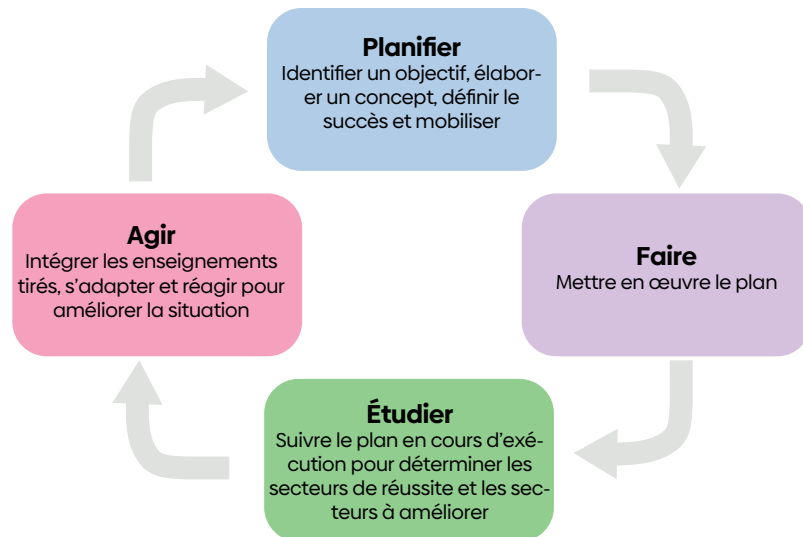 Planifier
Identifier un objectif, élabor-
er un concept, définir le
succès et mobiliser
Agir
Intégrer les enseignements
tirés, s’adapter et réagir pour
améliorer la situation
Faire
Mettre en œuvre le plan
Étudier
Suivre le plan en cours d’exé-
cution pour déterminer les
secteurs de réussite et les sec-
teurs à améliorer